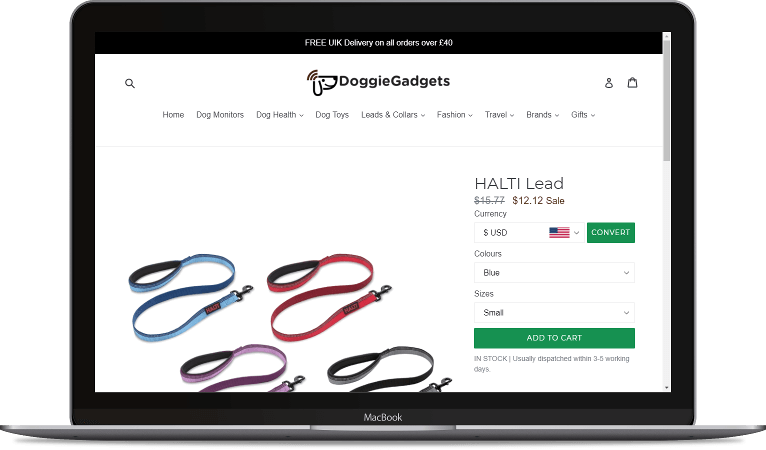 FREE UIK Delivery on all orders over £40
DoggieGadgets
Home Dog Monitors Dog Health Dog Toys Leads & Collars Fashion Travel Brands Gifts
HALTI Lead
$15.77 $12.12 Sale
Currency
$ USD CONVERT
Colours
Blue
Sizes
Small
ADD TO CART
IN STOCK | Usually dispatched within 3-5 working
days.
HALTI
HALTI
MacBook